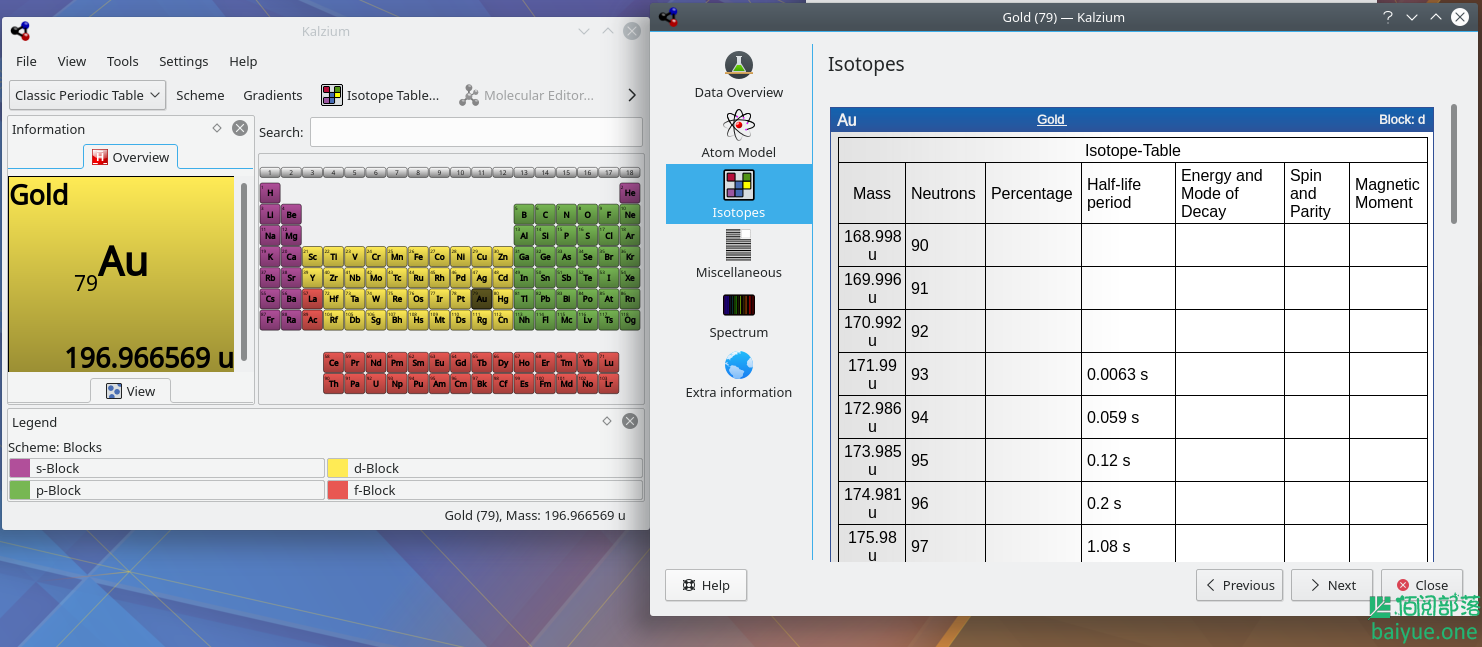 Kalzium
File View Tools Settings Help
Classic Periodic Table Scheme Gradients Isotope Table... Molecular Editor...
Information
Overview
Gold
79Au
196.966569 u
View
Search:
1 2 3 4 5 6 7 8 9 10 11 12 13 14 15 16 17 18
H He
Li Be B C N O F Ne
Na Mg Al Si P S Cl Ar
K Ca Sc Ti V Cr Mn Fe Co Ni Cu Zn Ga Ge As Se Br Kr
Rb Sr Y Zr Nb Mo Tc Ru Rh Pd Ag Cd In Sn Sb Te I Xe
Cs Ba La Hf Ta W Re Os Ir Pt Au Hg Tl Pb Bi Po At Rn
Fr Ra Ac Rf Db Sg Bh Hs Mt Ds Rg Cn Nh Fl Mc Lv Ts Og
Ce Pr Nd Pm Sm Eu Gd Tb Dy Ho Er Tm Yb Lu
Th Pa U Np Pu Am Cm Bk Cf Es Fm Md No Lr
Legend
Scheme: Blocks
s-Block d-Block
p-Block f-Block
Gold (79), Mass: 196.966569 u
Gold (79) — Kalzium
Data Overview
Atom Model
Isotopes
Miscellaneous
Spectrum
Extra information
Isotopes
Au Gold Block: d
Isotope-Table
Mass Neutrons Percentage Half-life period Energy and Mode of Decay Spin and Parity Magnetic Moment
168.998 u 90
169.996 u 91
170.992 u 92
171.99 u 93 0.0063 s
172.986 u 94 0.059 s
173.985 u 95 0.12 s
174.981 u 96 0.2 s
175.98 u 97 1.08 s
Help Previous Next Close
佰阅部落
baiyue.one